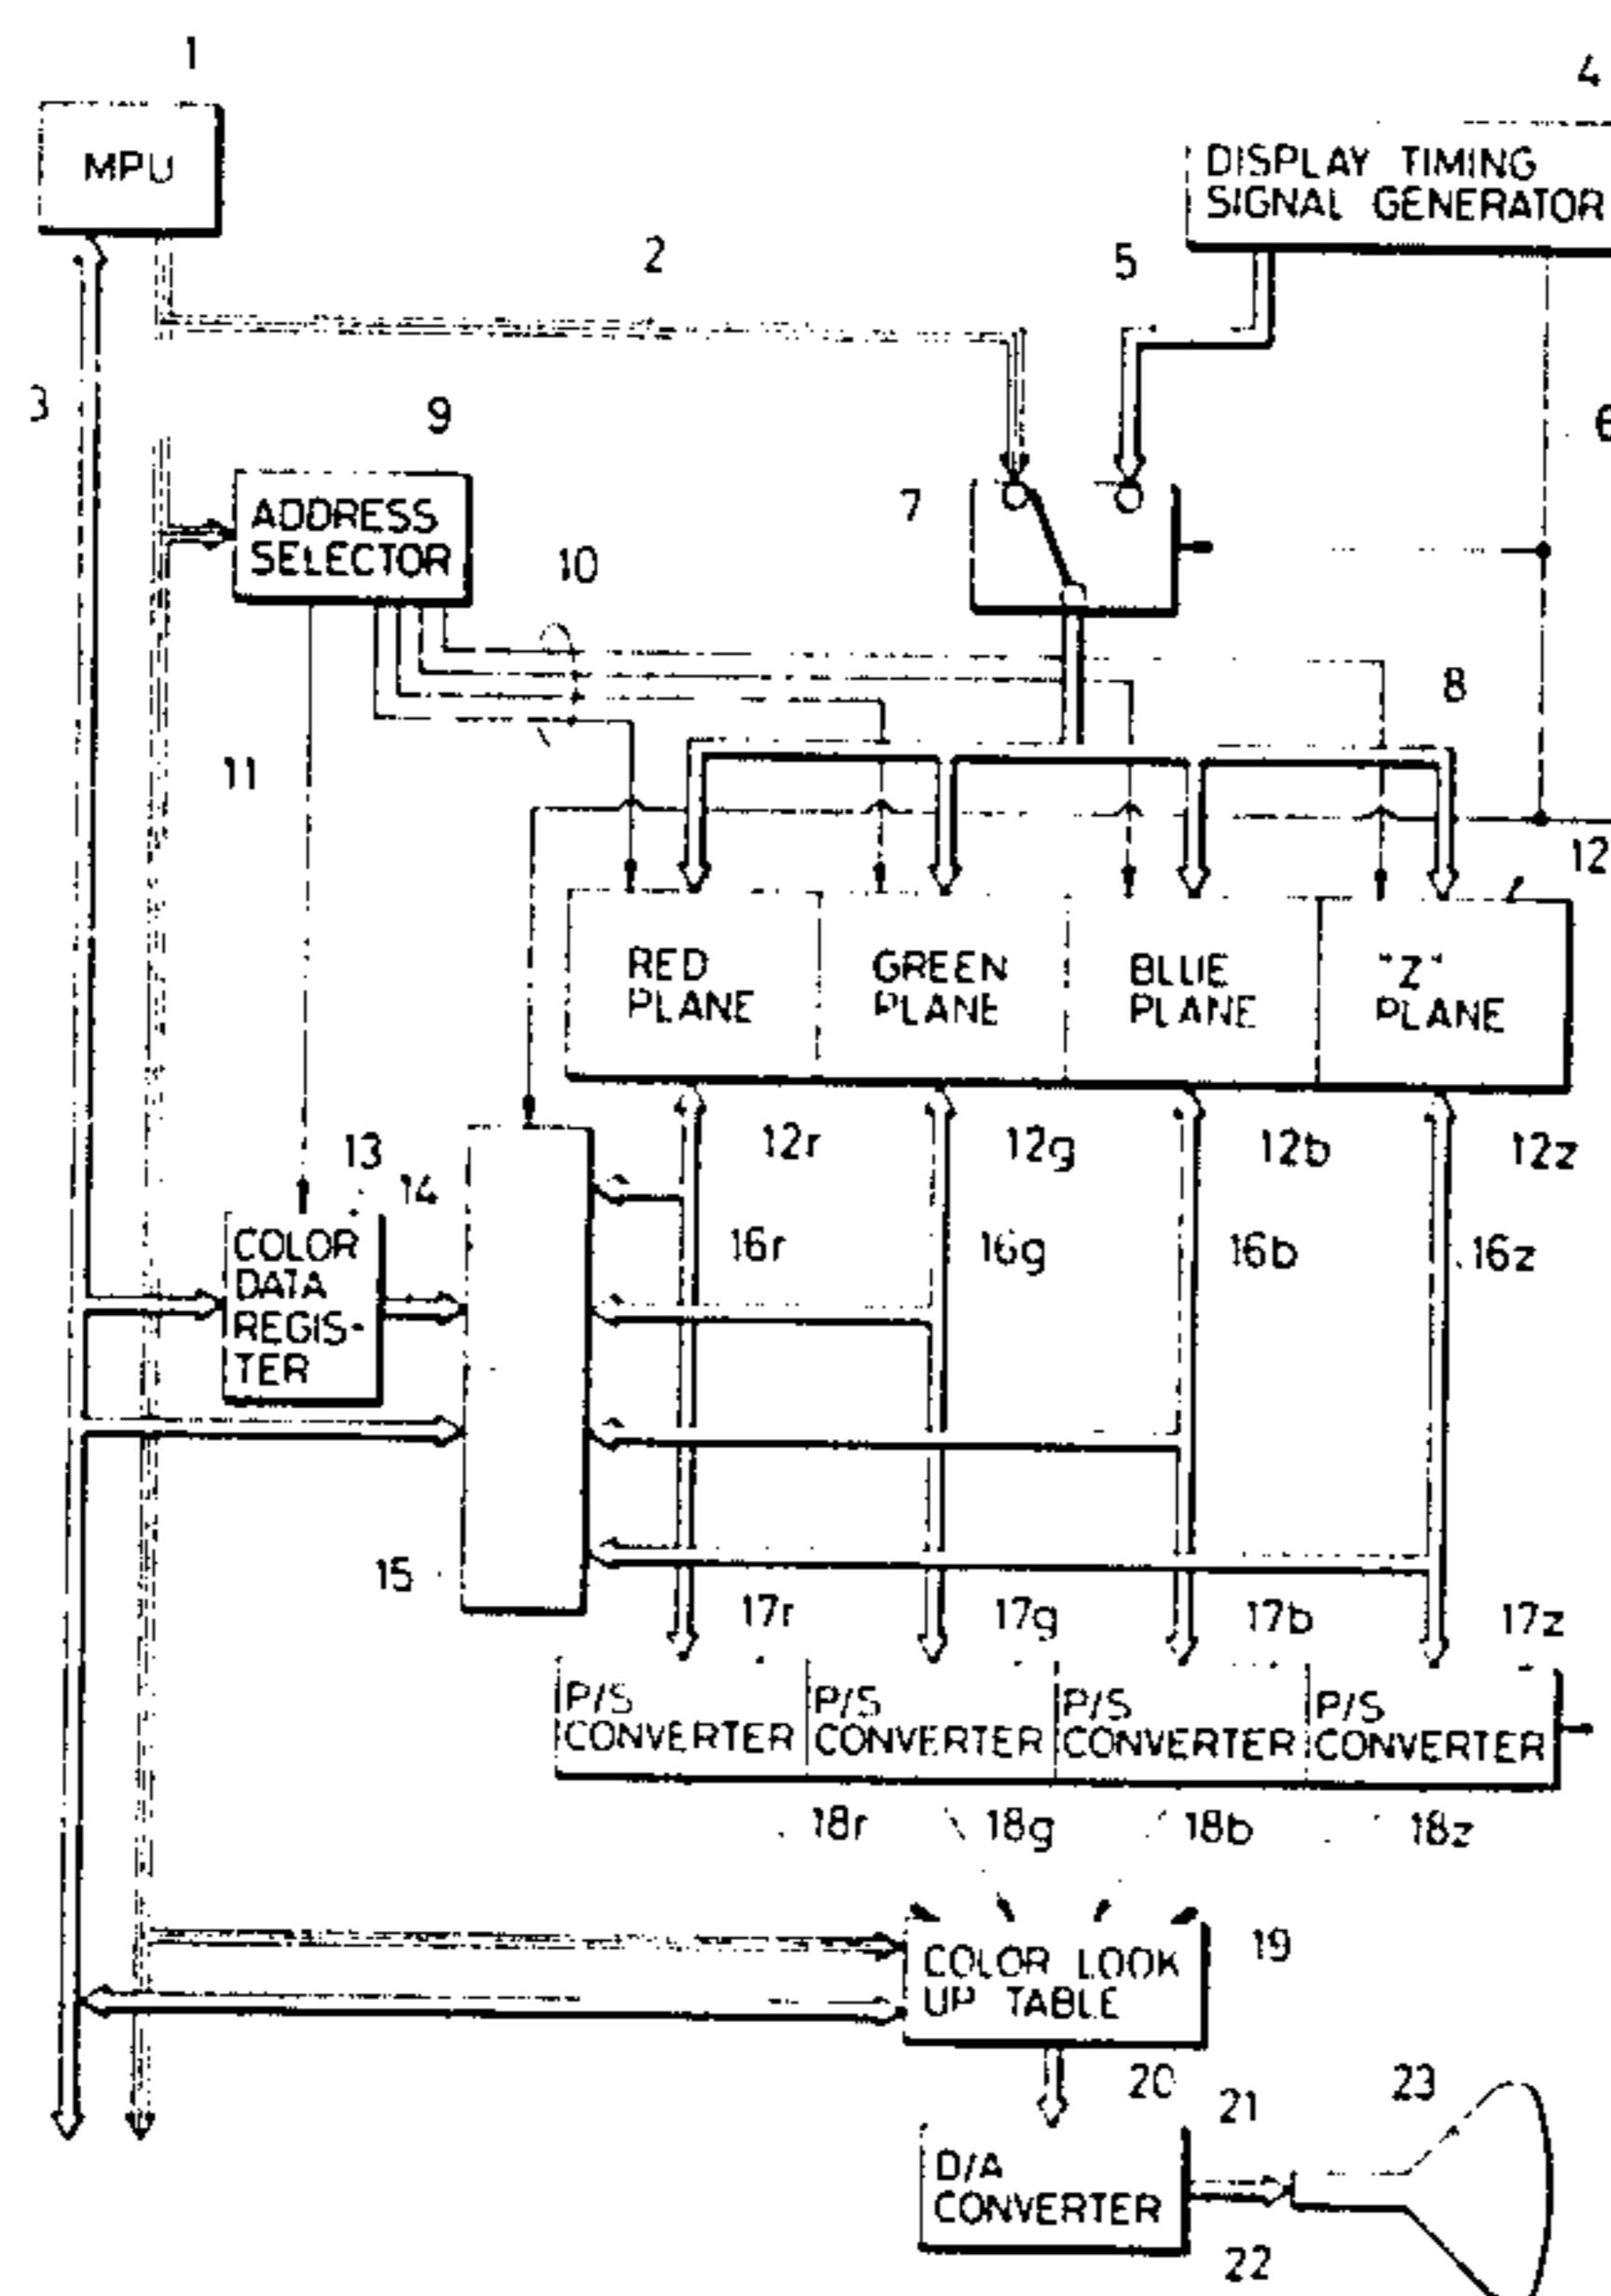 1
4
MPU
DISPLAY TIMING
SIGNAL GENERATOR
2
5
3
9
6
7
ADDRESS
SELECTOR
10
8
11
12
RED
PLANE
GREEN
PLANE
BLUE
PLANE
"Z"
PLANE
12r
12g
12b
12z
13
14
COLOR
DATA
REGIS-
TER
16r
16g
16b
16z
15
17r
17g
17b
17z
P/S
CONVERTER
P/S
CONVERTER
P/S
CONVERTER
P/S
CONVERTER
18r
18g
18b
18z
COLOR LOOK
UP TABLE
19
20
21
23
D/A
CONVERTER
22